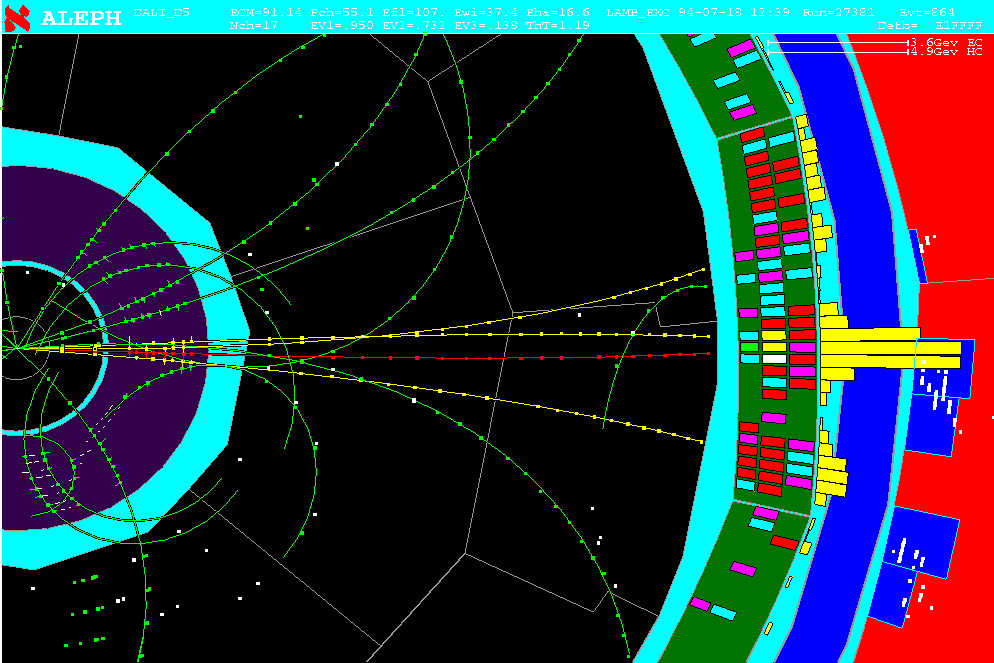 ALEPH DALI_D5 ECM=91.14 Pch=55.1 Efl=107. Ewi=37.4 Eha=16.6 LAMB_EXC 94-07-18 12:39 Run=27381 Evt=864
Nch=17 EV1=.950 EV2=.732 EV3=.138 ThT=1.19 Detb= E1FFFF
3.6Gev EC
4.9Gev HC